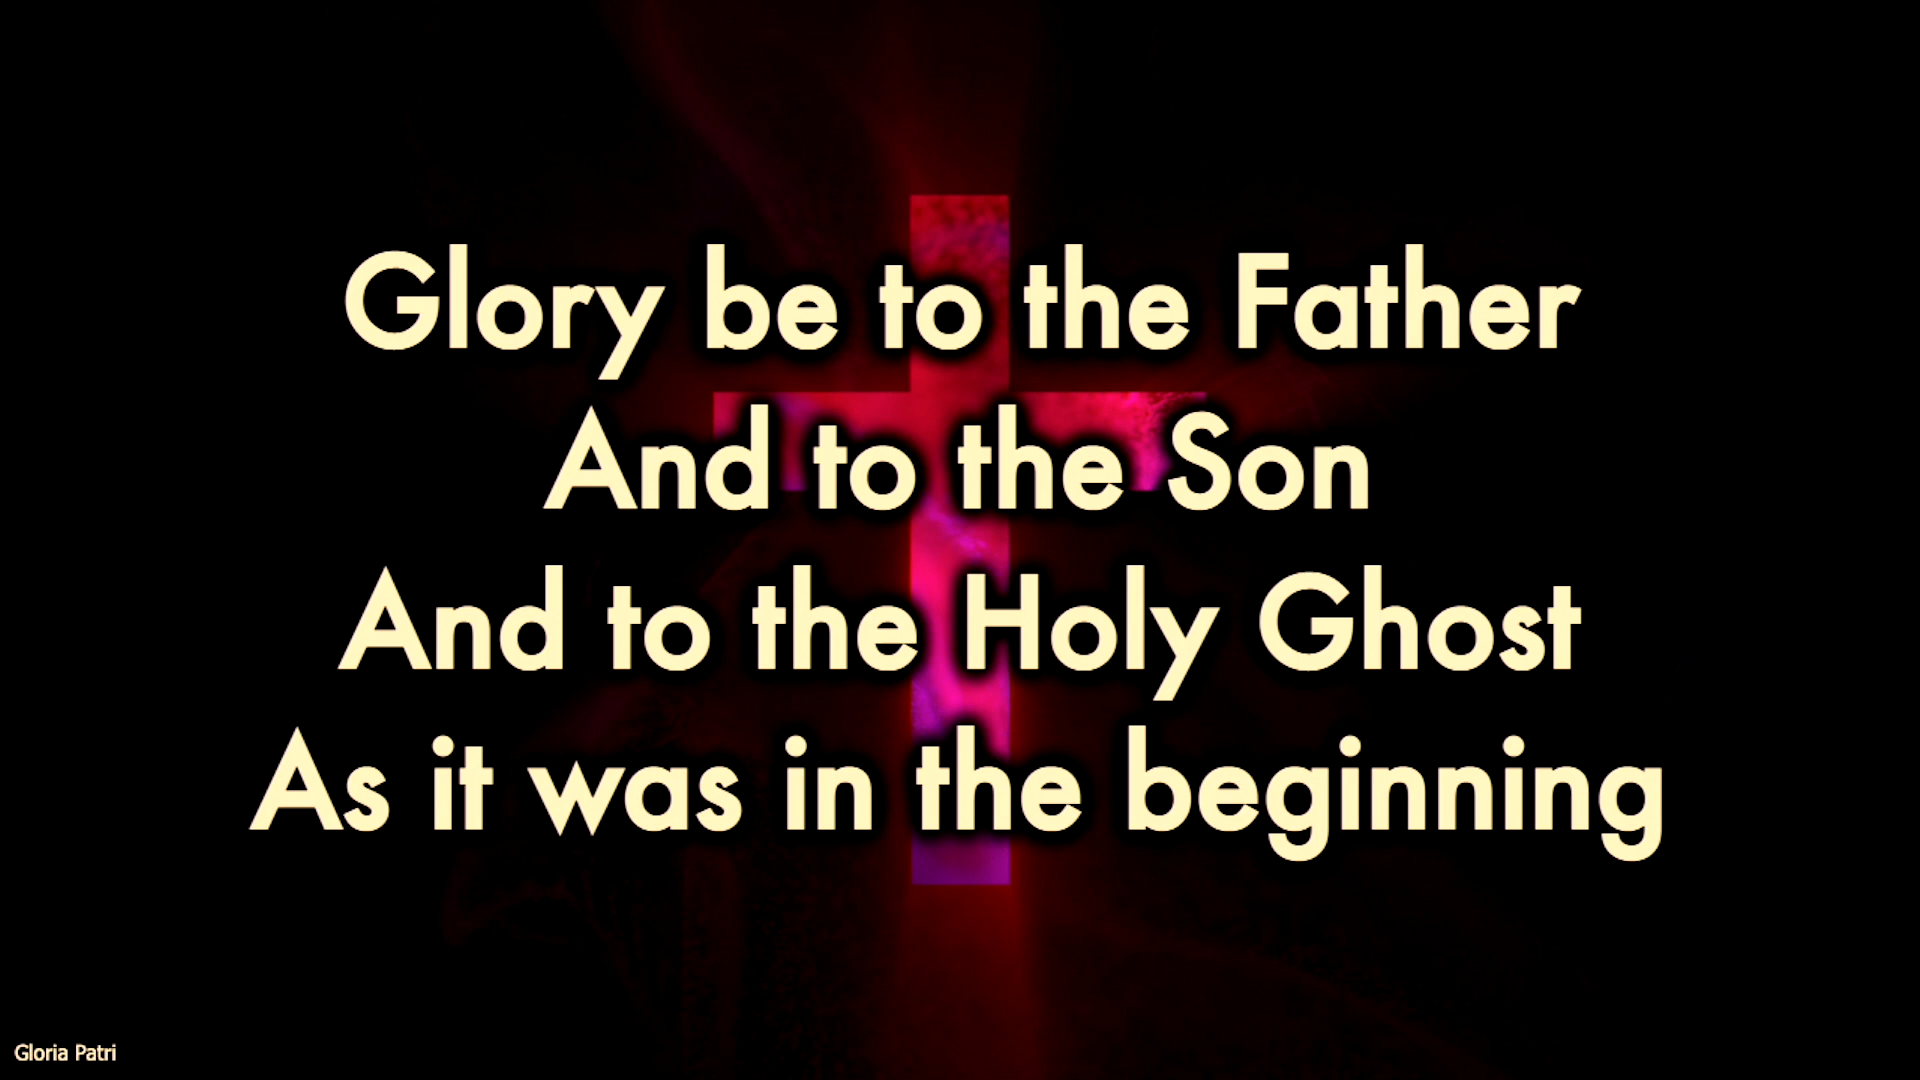 Glory be to the Father
And to the Son
And to the Holy Ghost
As it was in the beginning
Gloria Patri